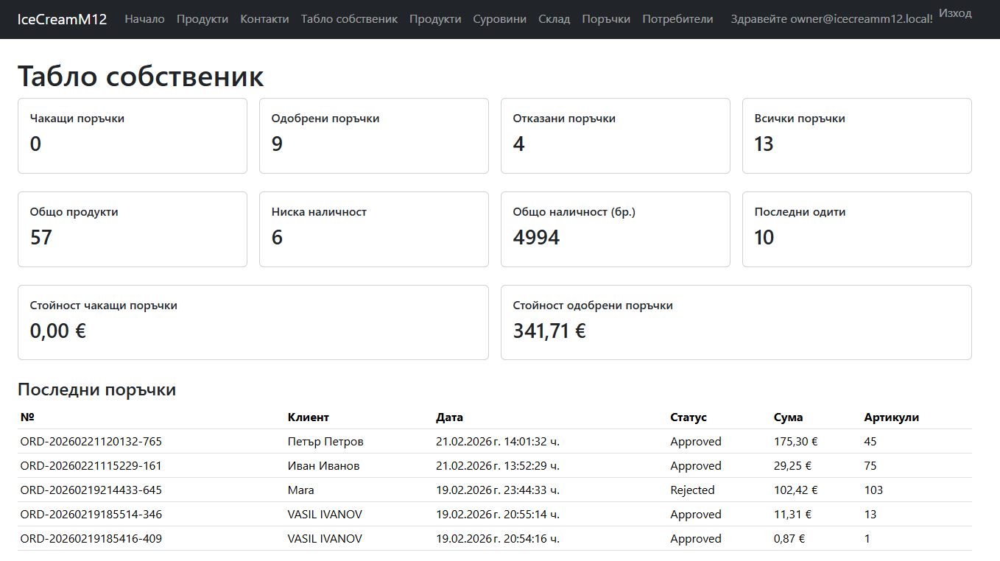 IceCreamM12 Начало Продукти Контакти Табло собственик Продукти Суровини Склад Поръчки Потребители Здравейте owner@icecreamm12.local! Изход
Табло собственик
Чакащи поръчки Одобрени поръчки Отказани поръчки Всички поръчки
0 9 4 13
Общо продукти Ниска наличност Общо наличност (бр.) Последни одити
57 6 4994 10
Стойност чакащи поръчки Стойност одобрени поръчки
0,00 € 341,71 €
Последни поръчки
№ Клиент Дата Статус Сума Артикули
ORD-20260221120132-765 Петър Петров 21.02.2026 г. 14:01:32 ч. Approved 175,30 € 45
ORD-20260221115229-161 Иван Иванов 21.02.2026 г. 13:52:29 ч. Approved 29,25 € 75
ORD-20260219214433-645 Mara 19.02.2026 г. 23:44:33 ч. Rejected 102,42 € 103
ORD-20260219185514-346 VASIL IVANOV 19.02.2026 г. 20:55:14 ч. Approved 11,31 € 13
ORD-20260219185416-409 VASIL IVANOV 19.02.2026 г. 20:54:16 ч. Approved 0,87 € 1